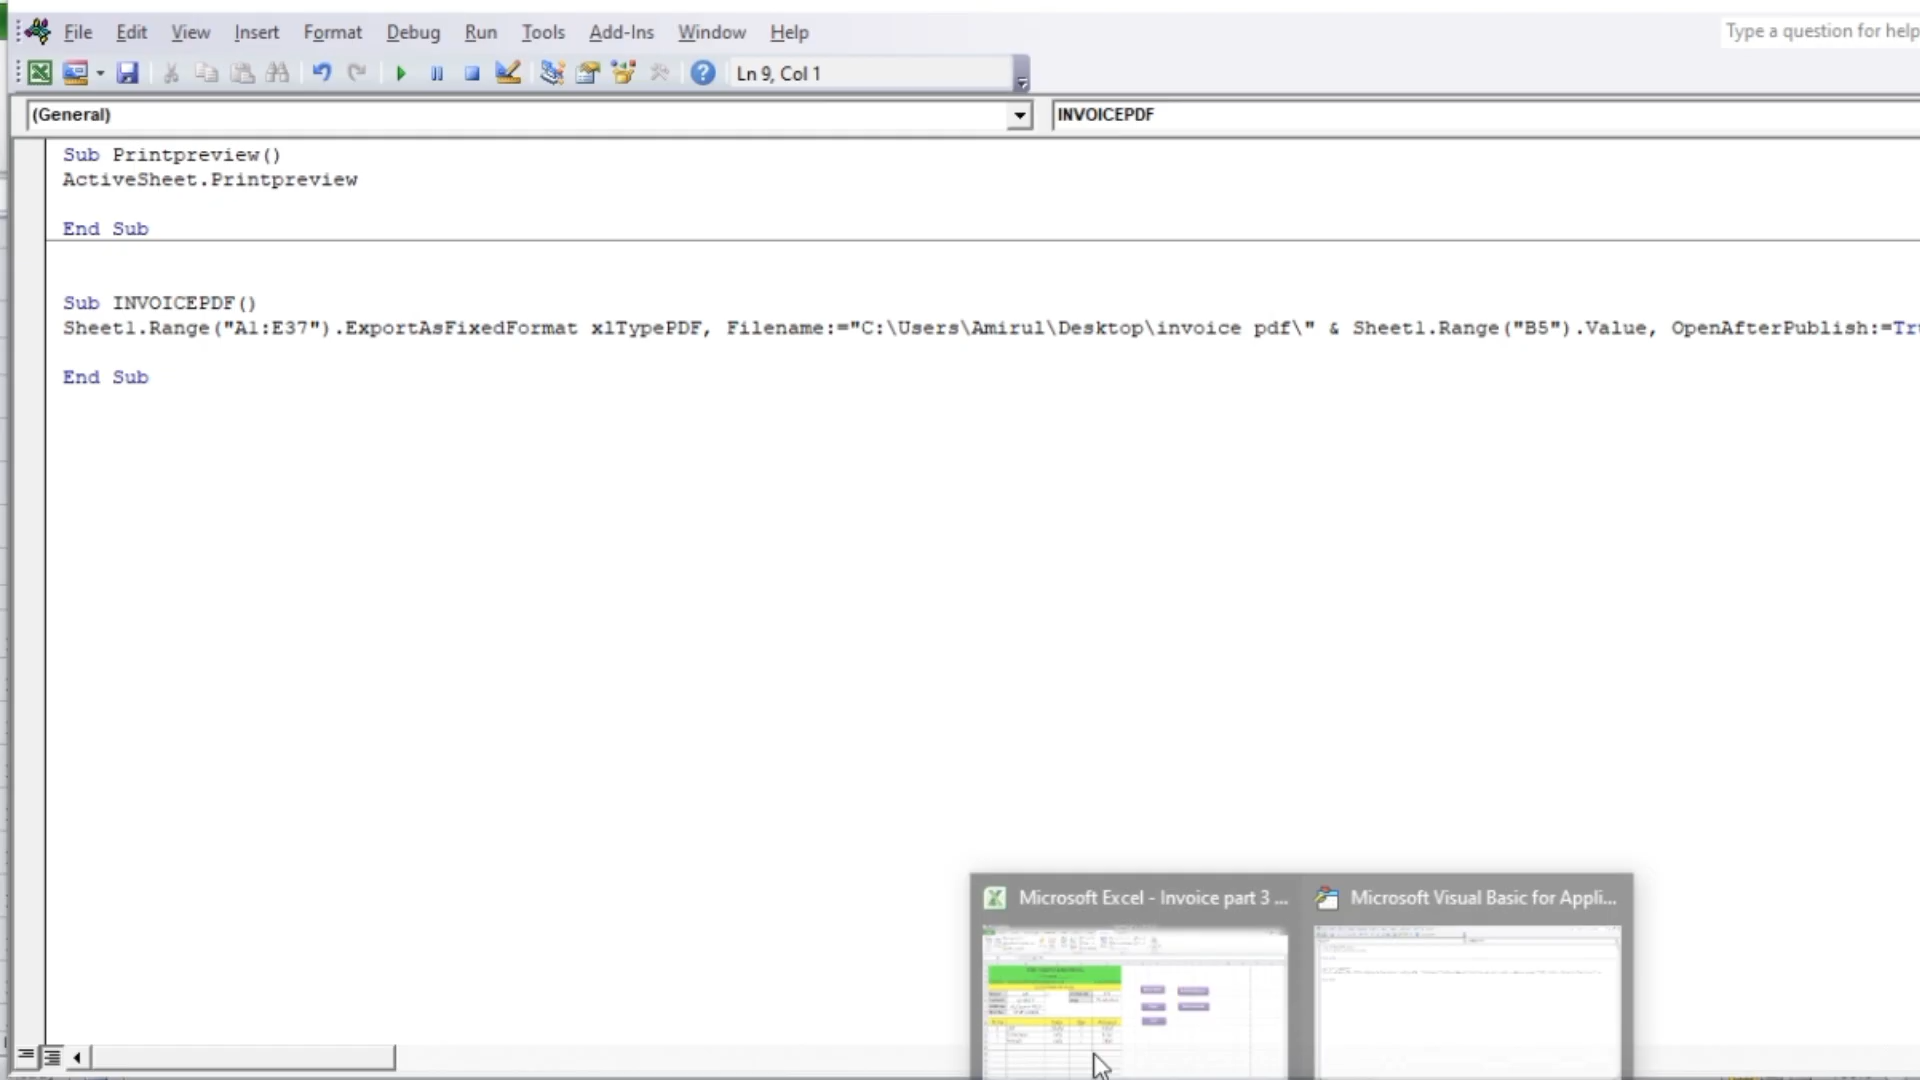 File Edit View Insert Format Debug Run Tools Add-Ins Window Help Type a question for help
Ln 9, Col 1
(General) INVOICEPDF
Sub Printpreview()
ActiveSheet.Printpreview
End Sub
Sub INVOICEPDF()
Sheet1.Range("A1:E37").ExportAsFixedFormat xlTypePDF, Filename:="C:\Users\Amirul\Desktop\invoice pdf\" & Sheet1.Range("B5").Value, OpenAfterPublish:=Tru
End Sub
Microsoft Excel - Invoice part 3 ... Microsoft Visual Basic for Appli...